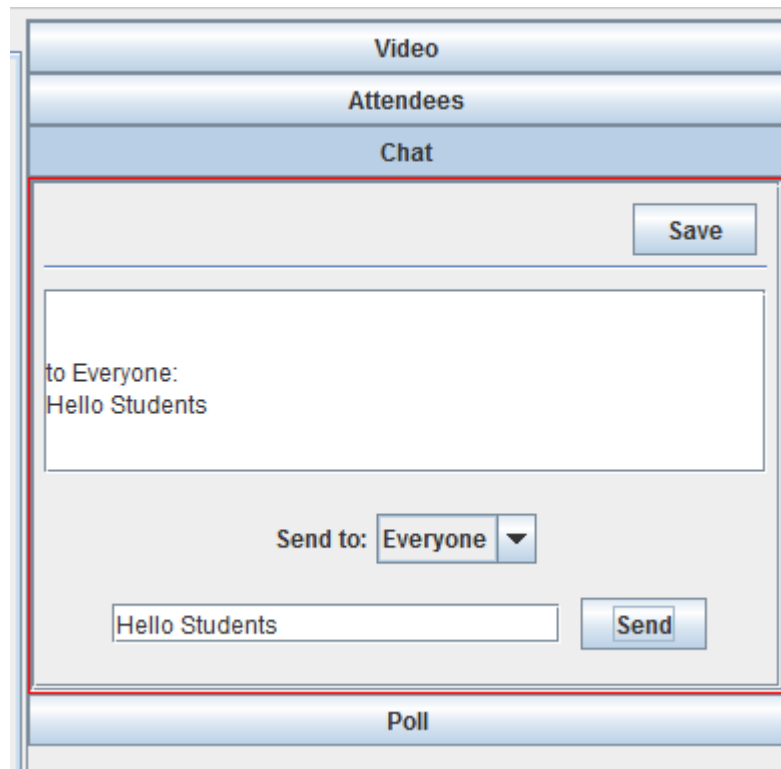 Video
Attendees
Chat
Save
to Everyone:
Hello Students
Send to: Everyone
Hello Students Send
Poll